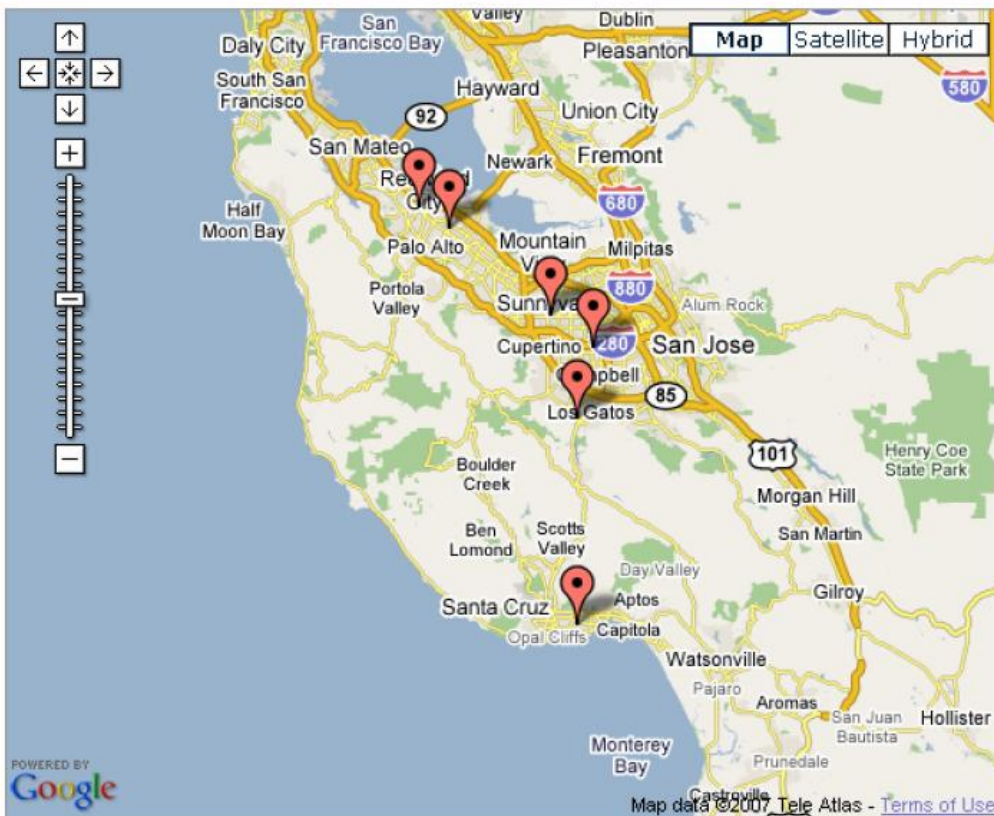 Valley
Dublin
San
Francisco Bay
Daly City
Map
Satellite
Hybrid
Pleasanton
South San
Francisco
Hayward
580
Union City
92
San Mateo
Newark
Fremont
680
Half
Moon Bay
Palo Alto
Mountain
Milpitas
Portola
Valley
880
Alum Rock
Cupertino
280
San Jose
Los Gatos
85
101
Henry Coe
State Park
Boulder
Creek
Morgan Hill
Ben
Lomond
Scotts
Valley
San Martin
Day Valley
Gilroy
Santa Cruz
Aptos
Opal Cliffs
Capitola
Watsonville
Pajaro
Aromas
San Juan
Bautista
Hollister
Monterey
Bay
Prunedale
POWERED BY
Google
Castroville
Map data ©2007 Tele Atlas - Terms of Use